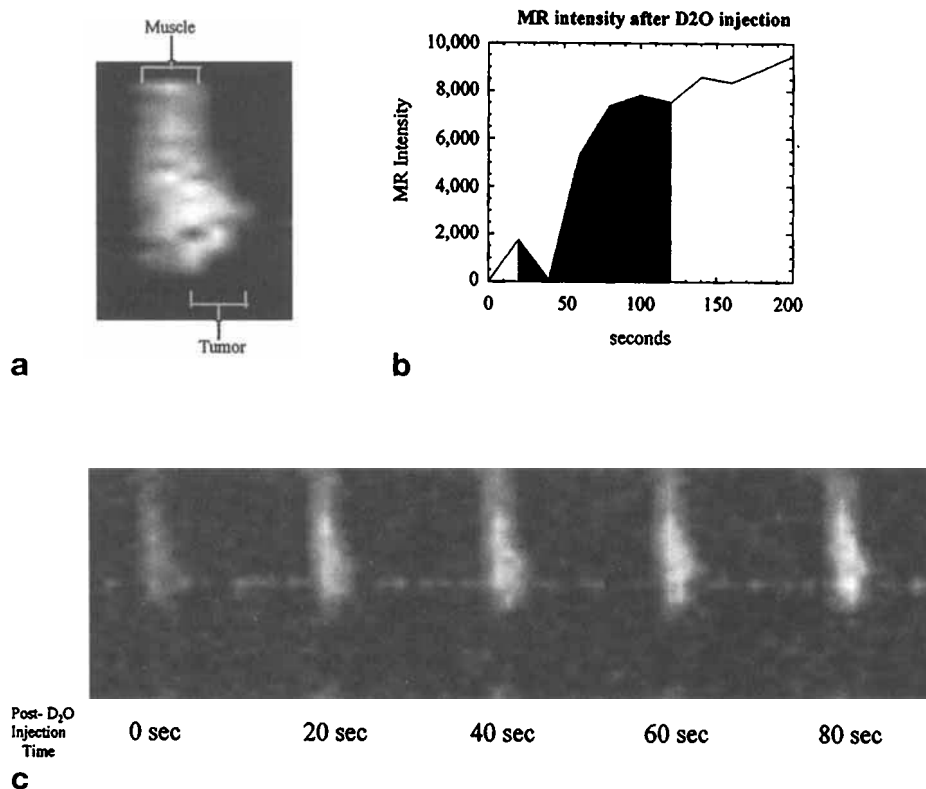 Muscle
Tumor
a
MR intensity after D2O injection
10,000
8,000
6,000
4,000
2,000
0
MR Intensity
0 50 100 150 200
seconds
b
Post- D₂O
Injection
Time
0 sec 20 sec 40 sec 60 sec 80 sec
c